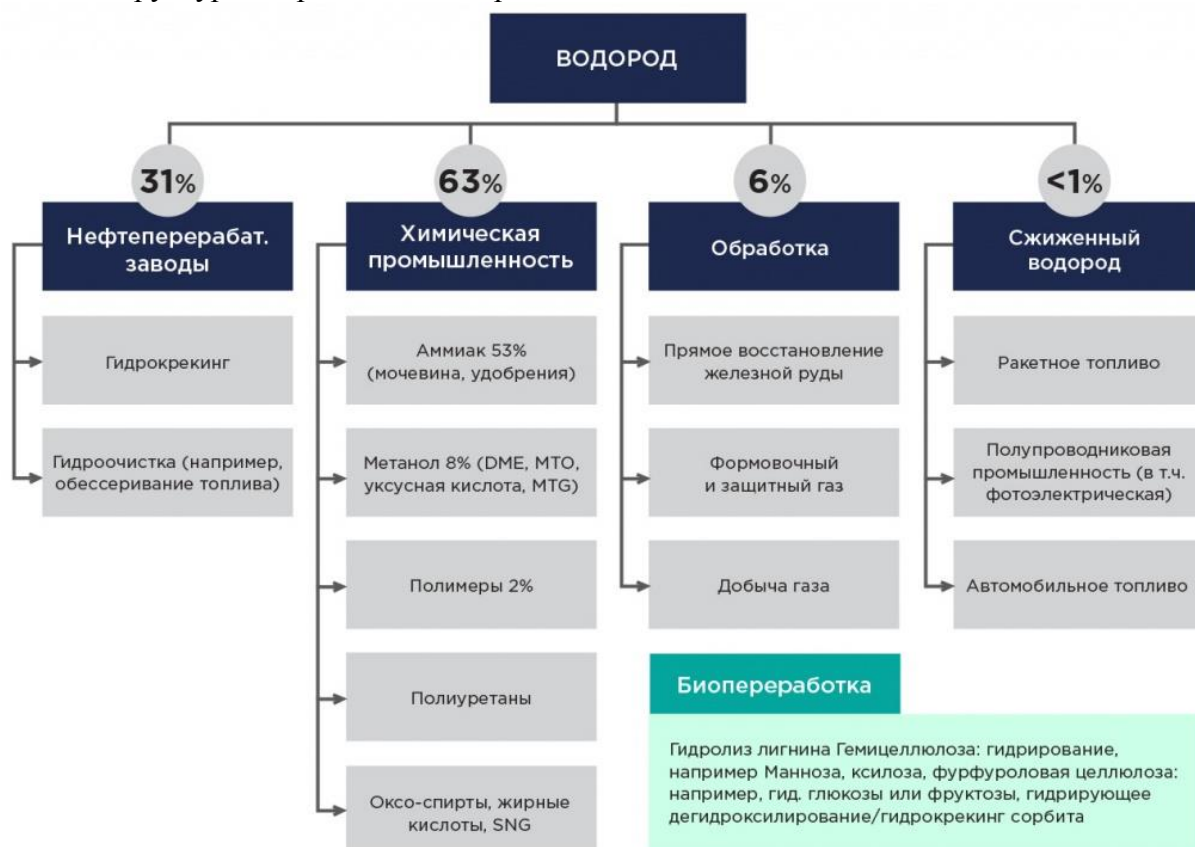 ВОДОРОД
31%
63%
6%
<1%
Нефтеперерабат.
заводы
Химическая
промышленность
Обработка
Сжиженный
водород
Гидрокрекинг
Аммиак 53%
(мочевина, удобрения)
Прямое восстановление
железной руды
Ракетное топливо
Гидроочистка (например,
обессеривание топлива)
Метанол 8% (DME, MTO,
уксусная кислота, MTG)
Формовочный
и защитный газ
Полупроводниковая
промышленность (в т.ч.
фотоэлектрическая)
Полимеры 2%
Добыча газа
Автомобильное топливо
Полиуретаны
Оксо-спирты, жирные
кислоты, SNG
Биопереработка
Гидролиз лигнина Гемицеллюлоза: гидрирование,
например Манноза, ксилоза, фурфуроловая целлюлоза:
например, гид. глюкозы или фруктозы, гидрирующее
дегидроксилирование/гидрокрекинг сорбита